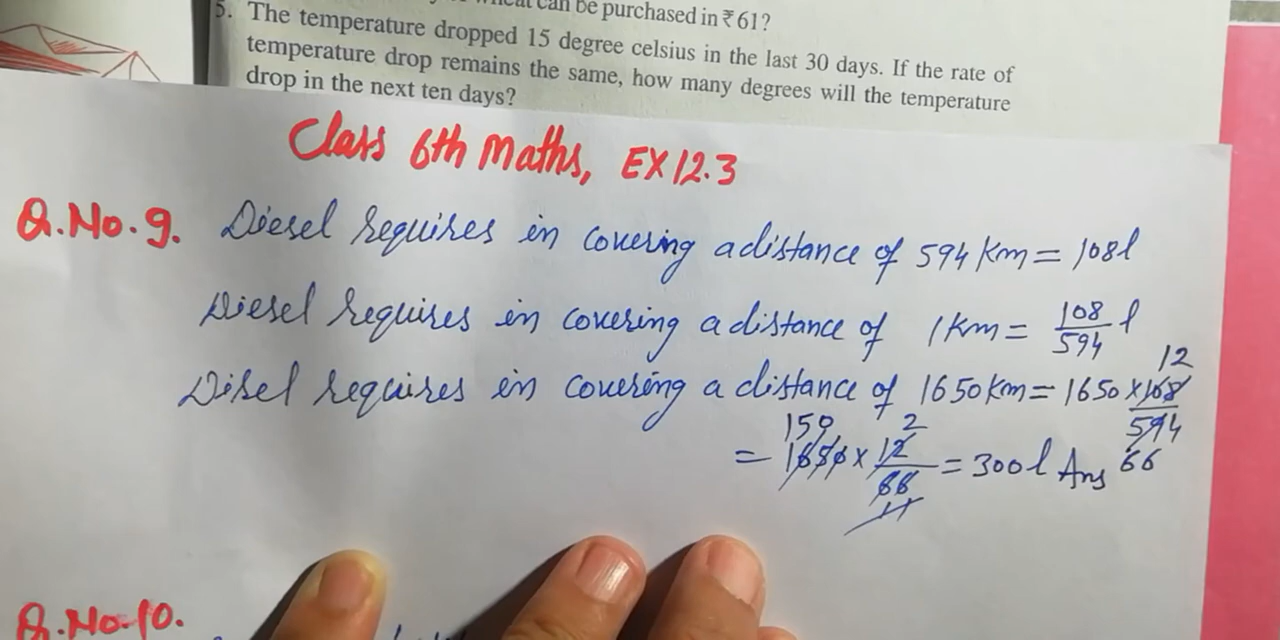 can be purchased in ₹ 61?
5. The temperature dropped 15 degree celsius in the last 30 days. If the rate of
temperature drop remains the same, how many degrees will the temperature
drop in the next ten days?
Class 6th Maths, EX 12.3
Q.No.9. Diesel requires in covering a distance of 594 Km = 108l
Diesel requires in covering a distance of 1Km = 108/594 l
Disel requires in covering a distance of 1650Km = 1650 × 108/594 12 66
= 1650 × 12/66 150 2 11 = 300l Ans
Q.No.10.